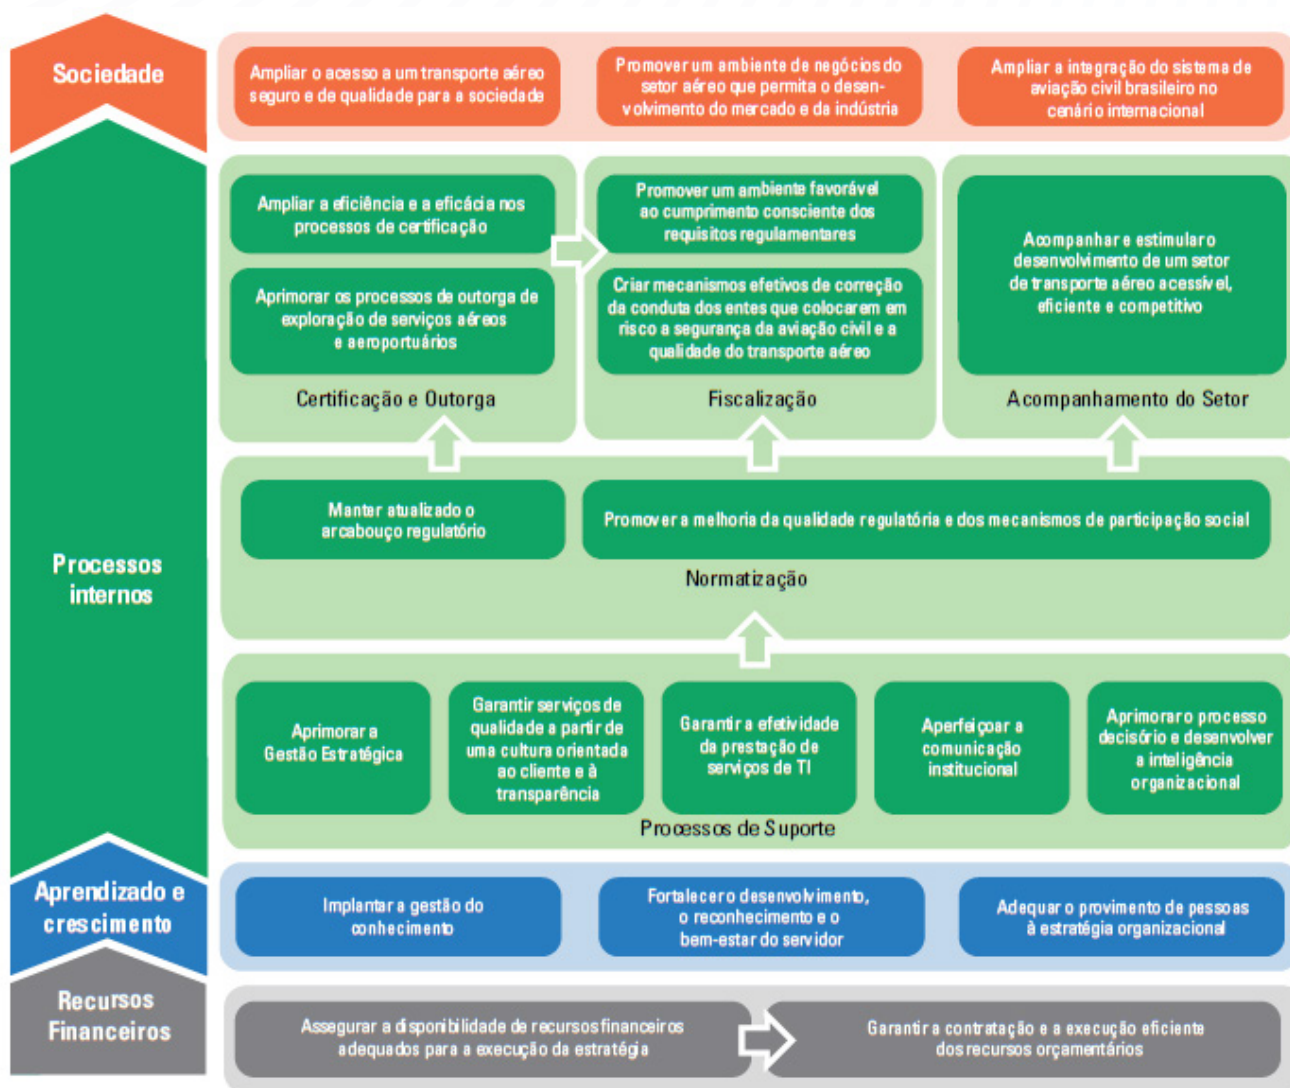 Sociedade
Ampliar o acesso a um transporte aéreo
seguro e de qualidade para a sociedade
Promover um ambiente de negócios do
setor aéreo que permita o desen-
volvimento do mercado e da indústria
Ampliar a integração do sistema de
aviação civil brasileiro no
cenário internacional
Processos
internos
Ampliar a eficiência e a eficácia nos
processos de certificação
Aprimorar os processos de outorga de
exploração de serviços aéreos
e aeroportuários
Certificação e Outorga
Promover um ambiente favorável
ao cumprimento consciente dos
requisitos regulamentares
Criar mecanismos efetivos de correção
da conduta dos entes que colocarem em
risco a segurança da aviação civil e a
qualidade do transporte aéreo
Fiscalização
Acompanhar e estimular o
desenvolvimento de um setor
de transporte aéreo acessível,
eficiente e competitivo
Acompanhamento do Setor
Manter atualizado o
arcabouço regulatório
Promover a melhoria da qualidade regulatória e dos mecanismos de participação social
Normatização
Aprimorar a
Gestão Estratégica
Garantir serviços de
qualidade a partir de
uma cultura orientada
ao cliente e à
transparência
Garantir a efetividade
da prestação de
serviços de TI
Aperfeiçoar a
comunicação
institucional
Aprimorar o processo
decisório e desenvolver
a inteligência
organizacional
Processos de Suporte
Aprendizado e
crescimento
Implantar a gestão do
conhecimento
Fortalecer o desenvolvimento,
o reconhecimento e o
bem-estar do servidor
Adequar o provimento de pessoas
à estratégia organizacional
Recursos
Financeiros
Assegurar a disponibilidade de recursos financeiros
adequados para a execução da estratégia
Garantir a contratação e a execução eficiente
dos recursos orçamentários